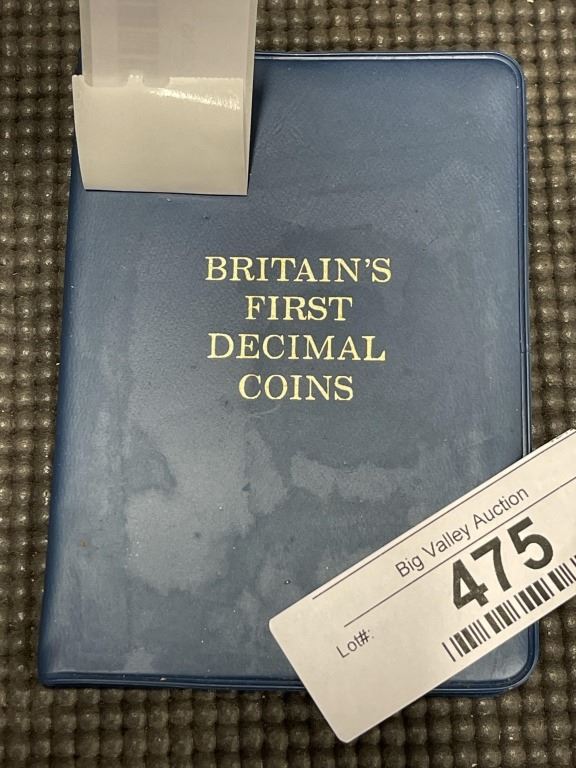 BRITAIN'S
FIRST
DECIMAL
COINS
Big Valley Auction
475
Lot#: